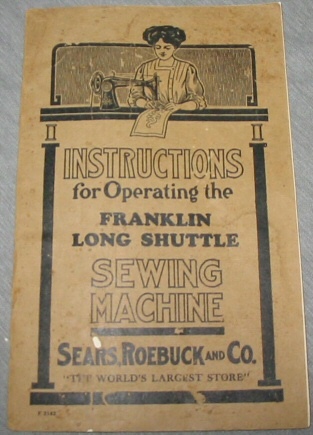 INSTRUCTIONS
for Operating the
FRANKLIN
LONG SHUTTLE
SEWING
MACHINE
SEARS, ROEBUCK AND CO.
"THE WORLD'S LARGEST STORE"